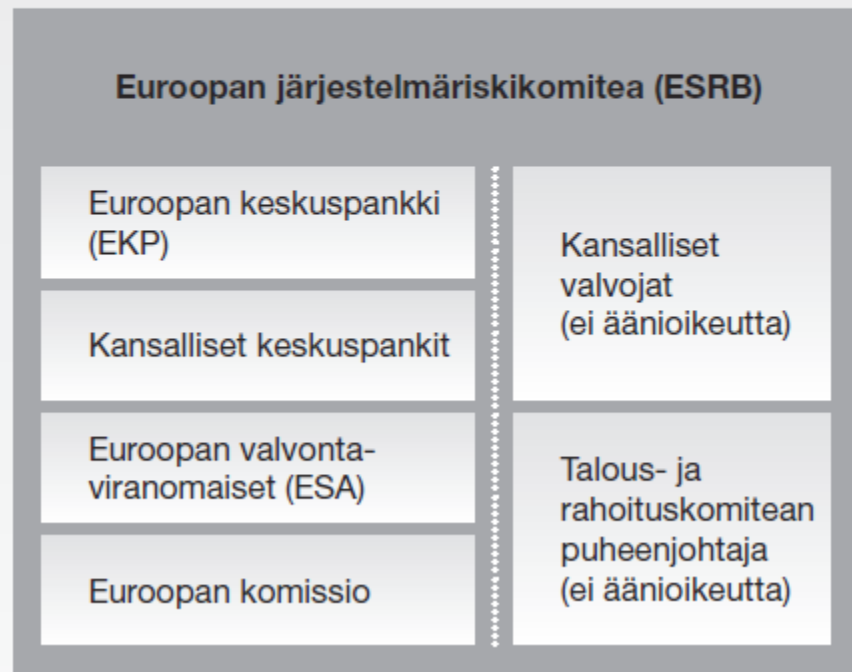 Euroopan järjestelmäriskikomitea (ESRB)
Euroopan keskuspankki
(EKP)
Kansalliset keskuspankit
Euroopan valvonta-
viranomaiset (ESA)
Euroopan komissio
Kansalliset
valvojat
(ei äänioikeutta)
Talous- ja
rahoituskomitean
puheenjohtaja
(ei äänioikeutta)